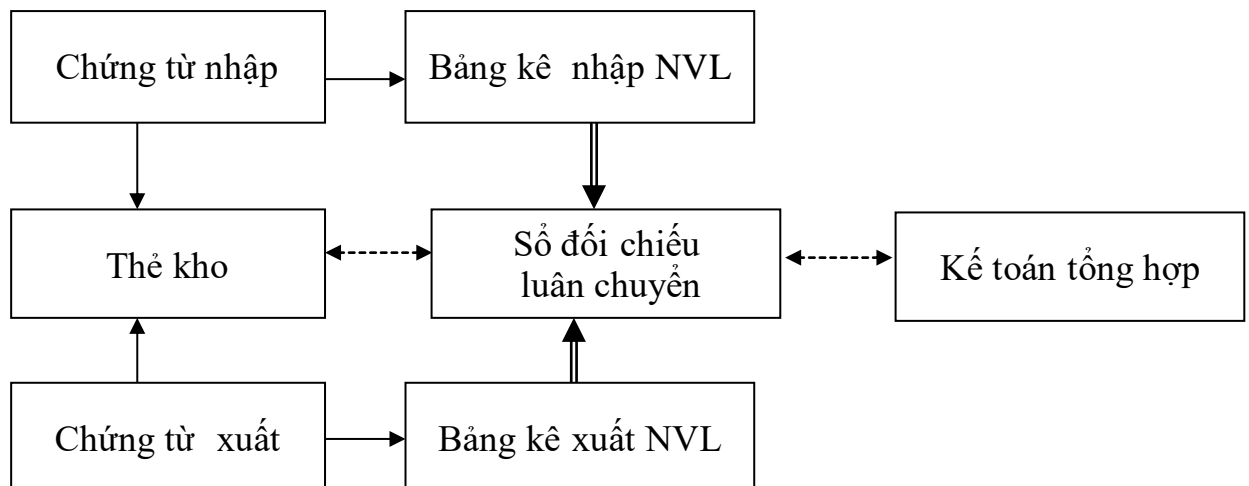 Chứng từ nhập
Bảng kê nhập NVL
Thẻ kho
Sổ đối chiếu
luân chuyển
Kế toán tổng hợp
Chứng từ xuất
Bảng kê xuất NVL